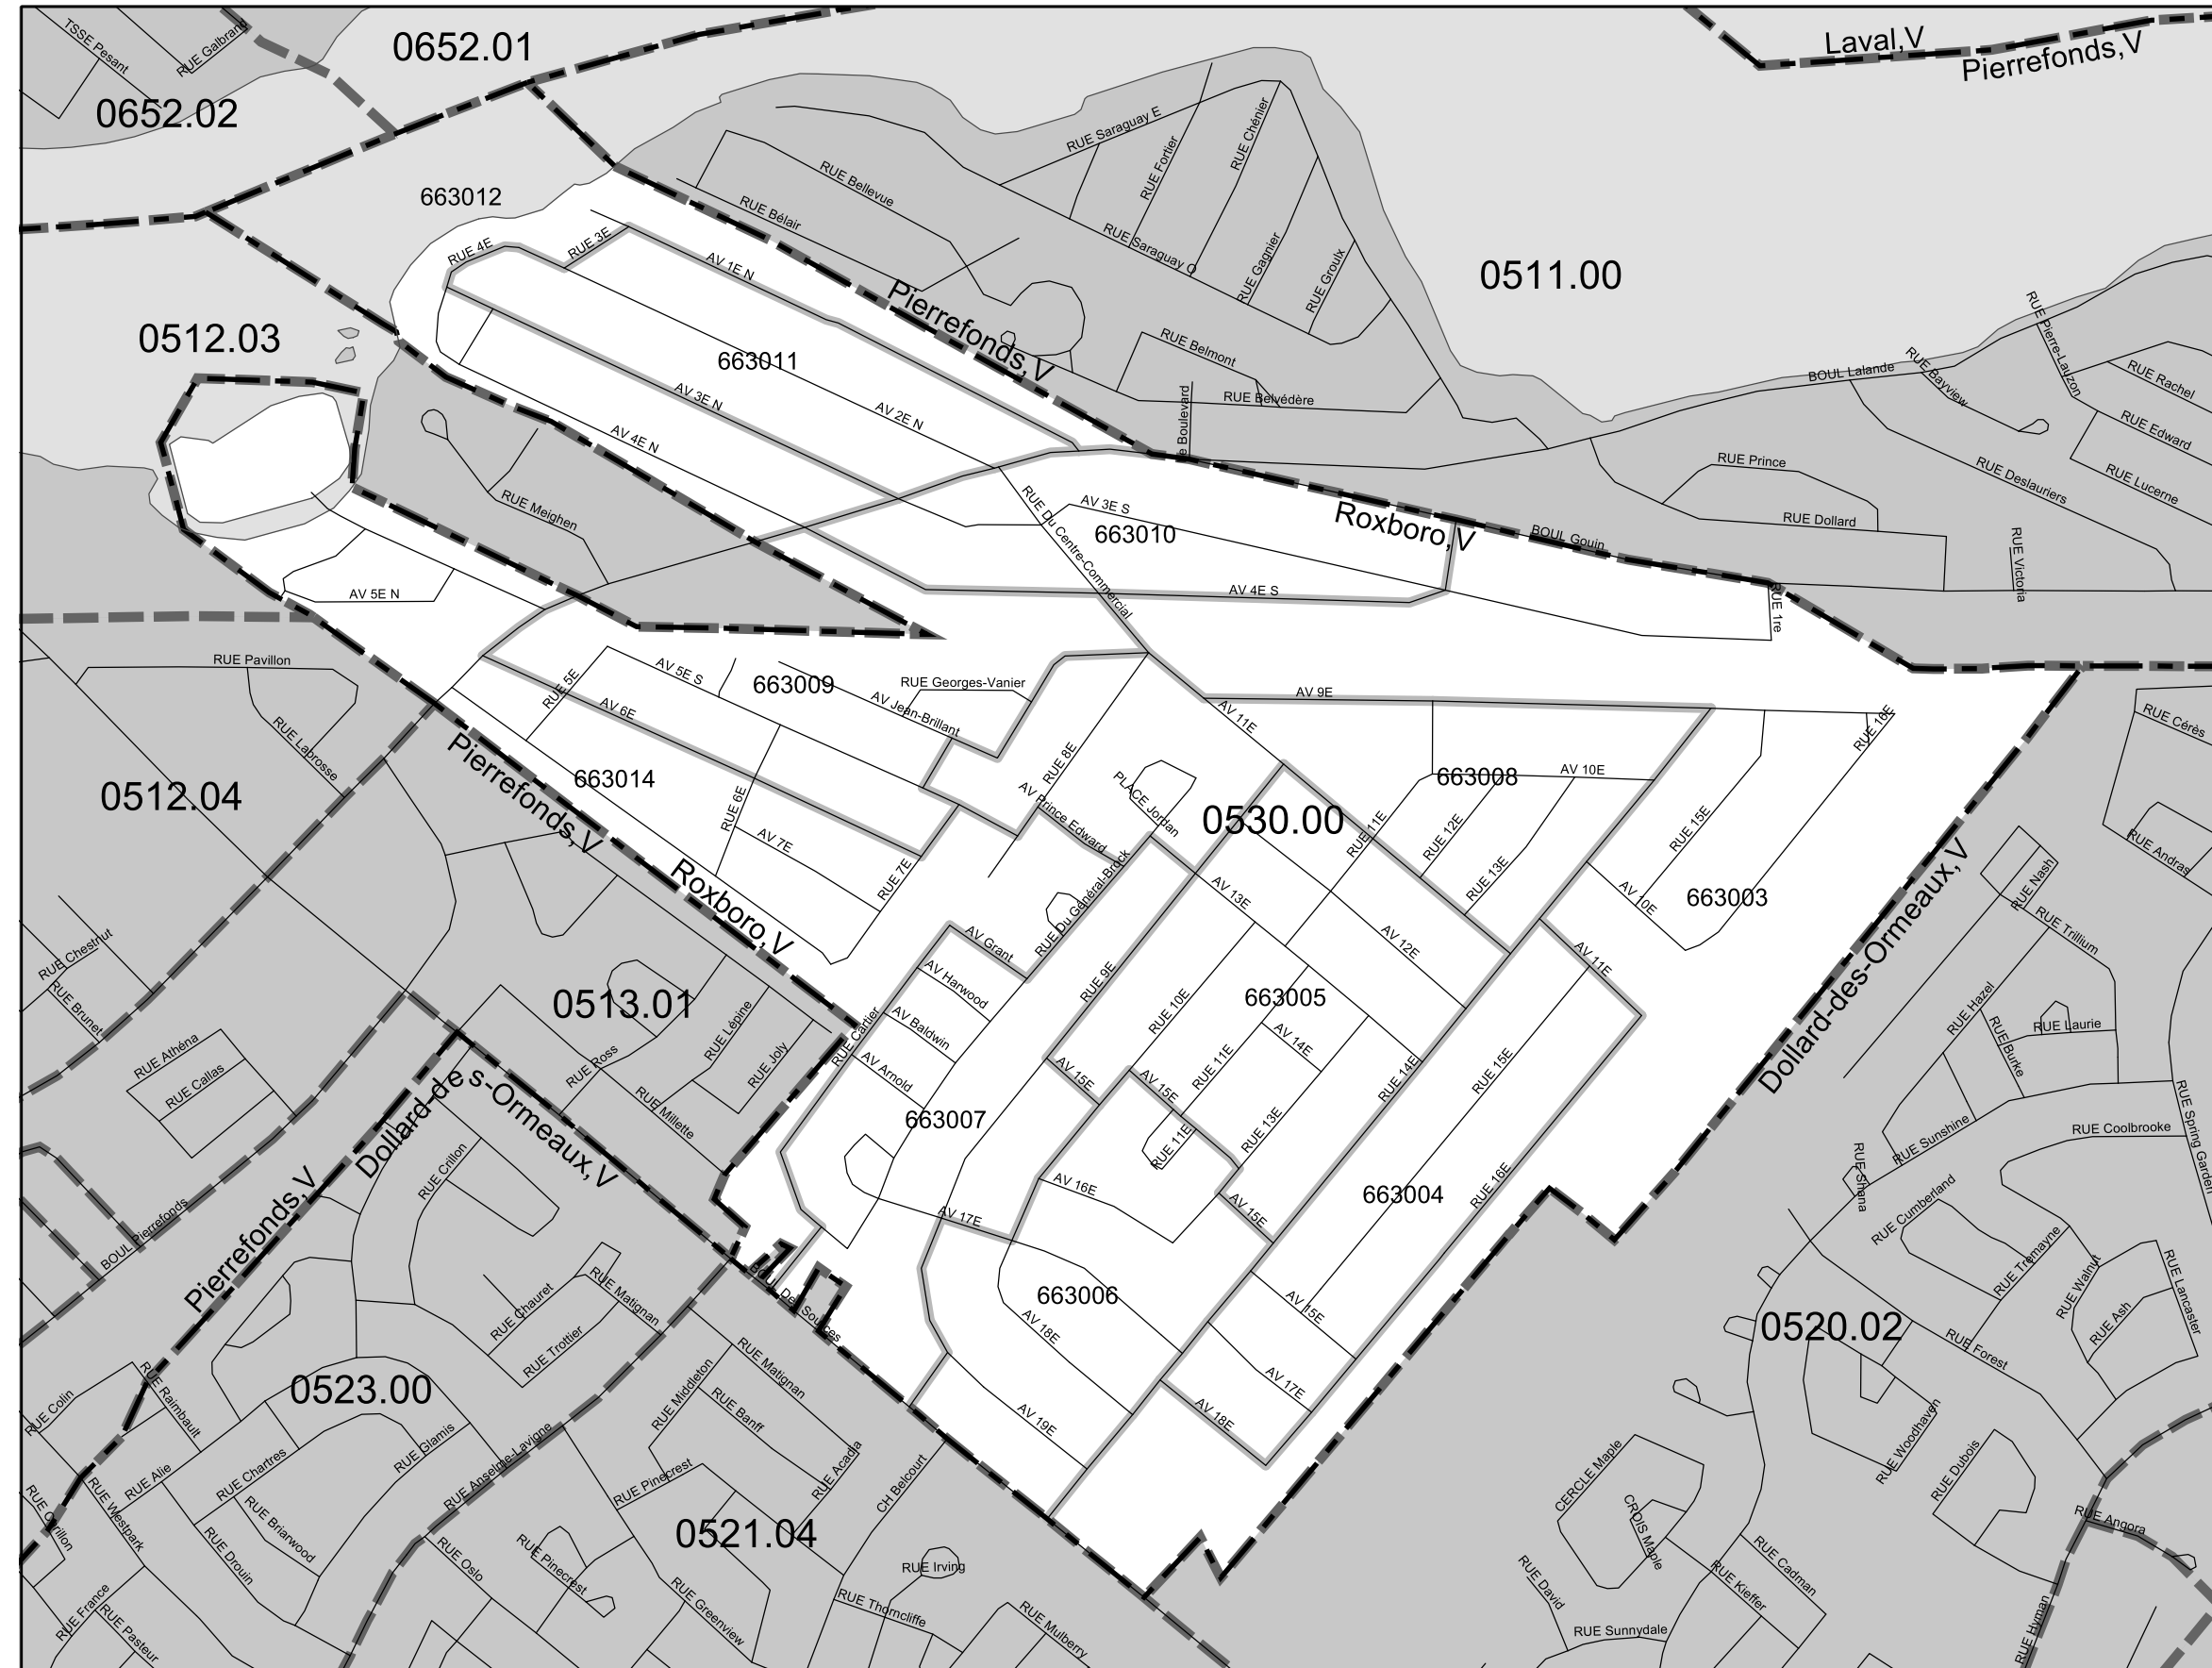 TSSE Pesant
RUE Galbrand
0652.01
0652.02
Laval,V
Pierrefonds,V
663012
RUE 4E
RUE 3E
AV 1E N
RUE Bellevue
RUE Bélair
RUE Saraguay E
RUE Fortier
RUE Chénier
RUE Saraguay O
RUE Gagnier
RUE Groulx
0511.00
0512.03
663011
AV 3E N
AV 2E N
AV 4E N
Pierrefonds,V
RUE Belmont
RUE Belvédère
e Boulevard
BOUL Lalande
RUE Bayview
RUE Pierre-Lauzon
RUE Rachel
RUE Edward
RUE Lucerne
RUE Deslauriers
RUE Prince
RUE Dollard
RUE Victoria
RUE Meighen
RUE Du Centre-Commercial
AV 3E S
663010
Roxboro,V
BOUL Gouin
AV 4E S
RUE 1re
AV 5E N
RUE Pavillon
RUE Labrosse
RUE 5E
AV 5E S
663009
RUE Georges-Vanier
AV Jean-Brillant
AV 6E
AV 9E
AV 11E
RUE 16E
RUE Cérès
0512.04
Pierrefonds,V
663014
RUE 6E
AV 7E
RUE 7E
RUE 8E
AV Prince Edward
PLACE Jordan
0530.00
663008
AV 10E
RUE 11E
RUE 12E
RUE 13E
RUE 15E
AV 10E
663003
RUE Andras
RUE Nash
RUE Trillium
Roxboro,V
RUE Chestnut
RUE Brunet
RUE Athéna
RUE Callas
0513.01
RUE Lépine
RUE Joly
RUE Ross
RUE Millette
AV Grant
RUE Du Général-Brock
AV Harwood
AV Baldwin
AV Arnold
RUE Cartier
663007
RUE 9E
AV 13E
AV 12E
RUE 10E
663005
AV 14E
RUE 11E
RUE 13E
AV 15E
AV 15E
RUE 11E
RUE 14E
RUE 15E
AV 11E
Dollard-des-Ormeaux,V
RUE Hazel
RUE Burke
RUE Laurie
RUE Sunshine
RUE Coolbrooke
RUE Spring Garden
Dollard-de s-Ormeaux,V
Pierrefonds,V
RUE Crillon
BOUL Pierrefonds
AV 16E
AV 17E
AV 15E
663004
RUE 16E
RUE Shana
RUE Cumberland
RUE Tremayne
RUE Walnut
RUE Ash
RUE Lancaster
RUE Chauret
RUE Matignan
RUE Trottier
BOUL Des Sources
663006
AV 18E
AV 15E
AV 17E
AV 18E
AV 19E
0520.02
RUE Forest
RUE Woodhaven
RUE Dubois
RUE Colin
RUE Raimbault
0523.00
RUE Alie
RUE Chartres
RUE Glamis
RUE Anselme-Lavigne
RUE Middleton
RUE Matignan
RUE Banff
RUE Acadia
RUE Pinecrest
CH Belcourt
0521.04
RUE Westpark
RUE Briarwood
RUE Drouin
RUE Oslo
RUE Pinecrest
RUE Irving
RUE Thorncliffe
RUE Greenview
RUE Mulberry
RUE France
RUE Pasteur
CERCLE Maple
CROIS Maple
RUE David
RUE Sunnydale
RUE Kieffer
RUE Cadman
RUE Angora
RUE Hyman